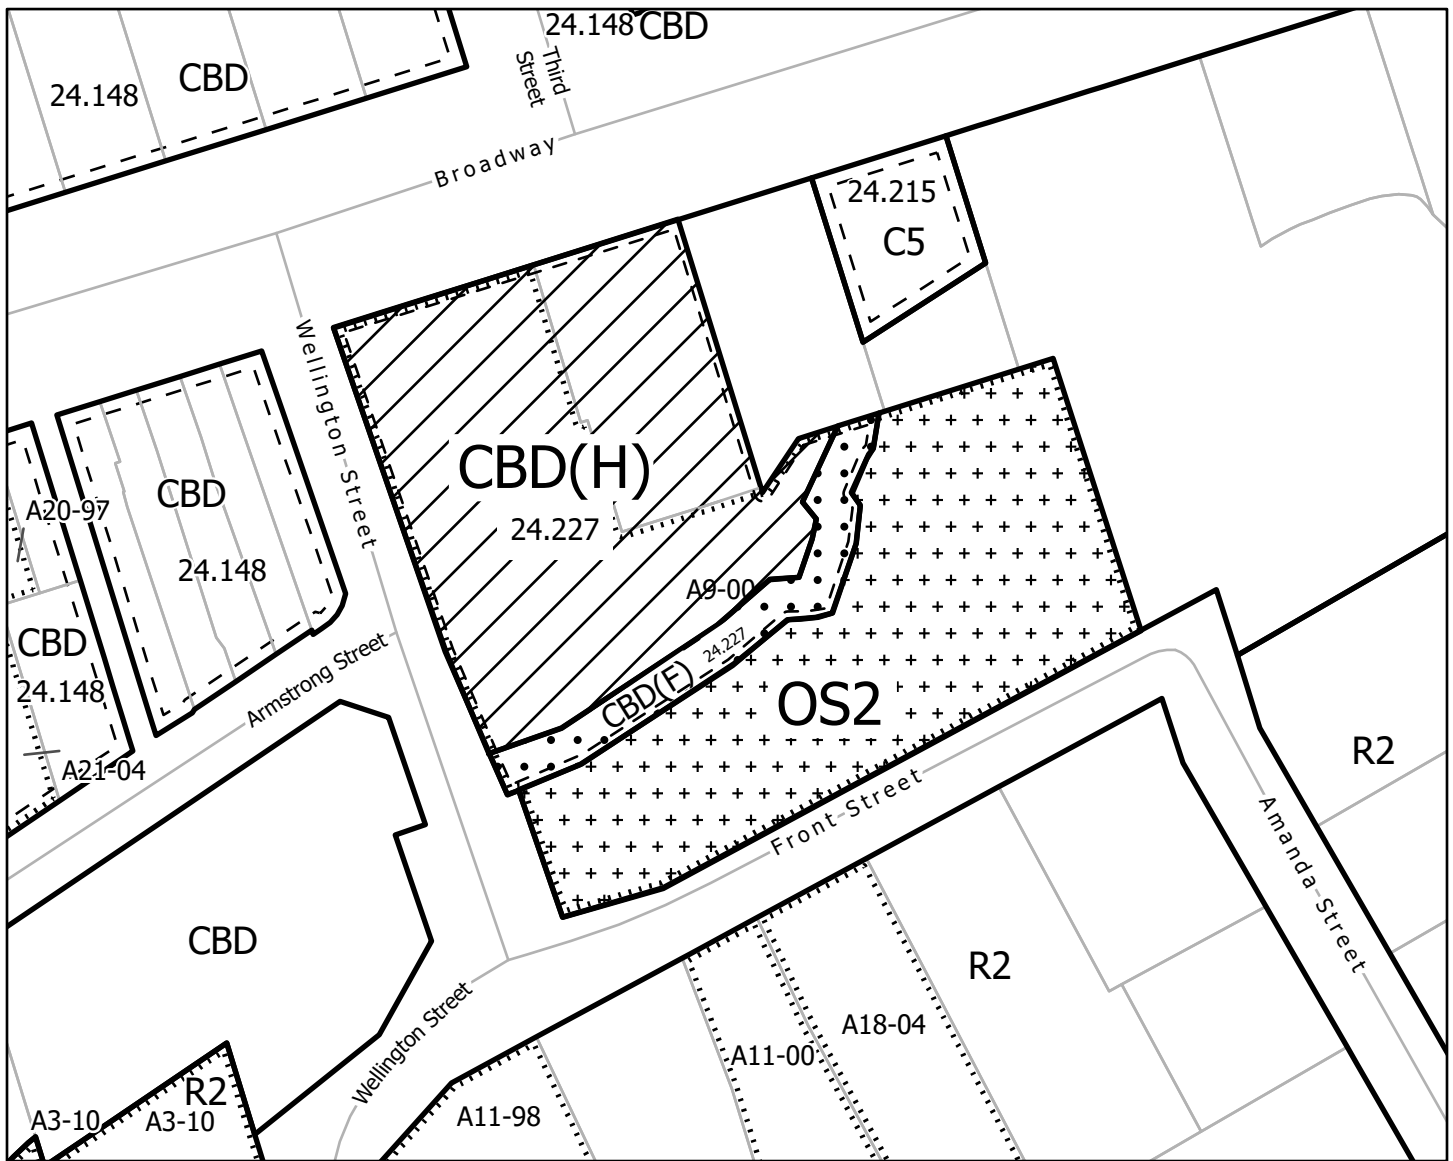 24.148
CBD
24.148
CBD
Third
Street
Broadway
24.215
C5
Wellington Street
CBD(H)
24.227
A20-97
CBD
24.148
A9-00
CBD
24.148
Armstrong Street
CBD(F)
24.227
OS2
A21-04
R2
Front Street
Amanda Street
CBD
R2
Wellington Street
A18-04
A11-00
R2
A3-10
A3-10
A11-98